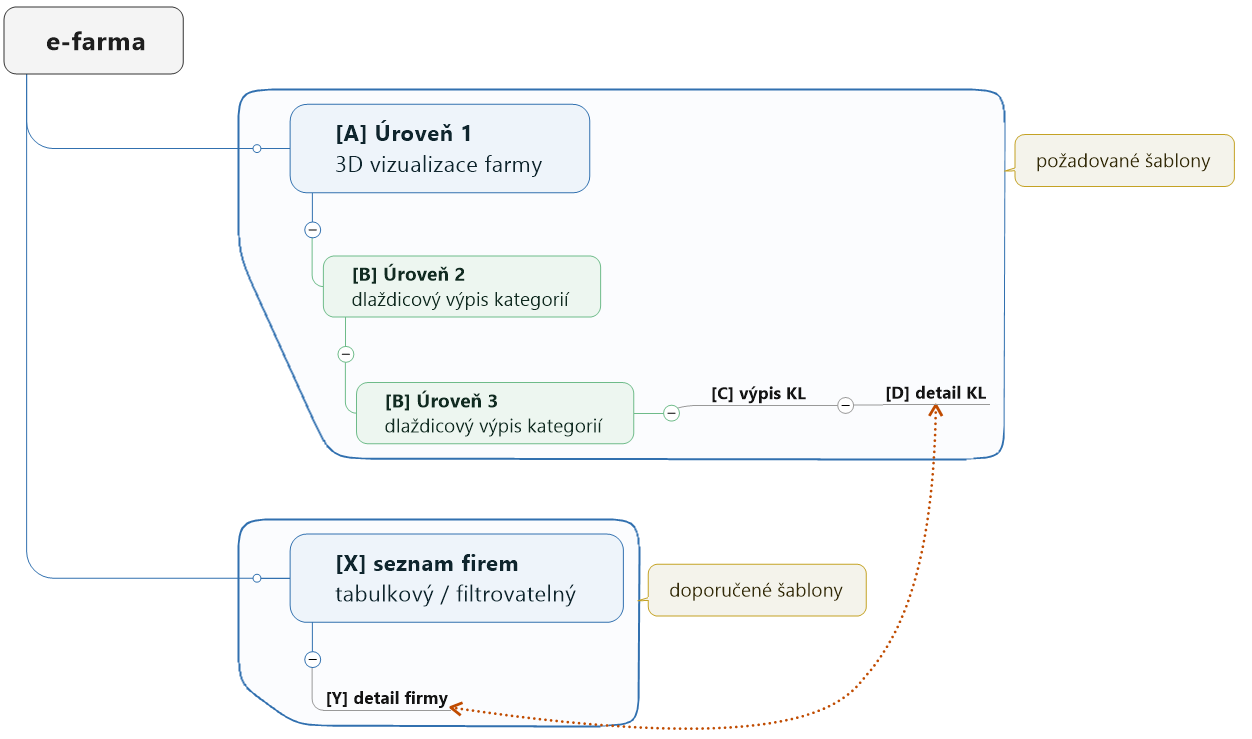 e-farma
[A] Úroveň 1
3D vizualizace farmy
požadované šablony
[B] Úroveň 2
dlaždicový výpis kategorií
[B] Úroveň 3
dlaždicový výpis kategorií
[C] výpis KL
[D] detail KL
[X] seznam firem
tabulkový / filtrovatelný
doporučené šablony
[Y] detail firmy